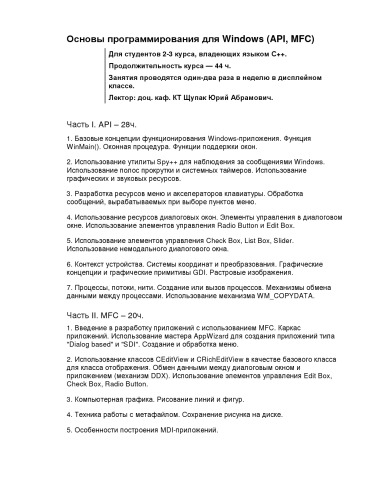 Основы программирования для Windows (API, MFC)
Для студентов 2-3 курса, владеющих языком C++.
Продолжительность курса — 44 ч.
Занятия проводятся один-два раза в неделю в дисплейном
классе.
Лектор: доц. каф. КТ Щупак Юрий Абрамович.
Часть I. API – 28ч.
1. Базовые концепции функционирования Windows-приложения. Функция
WinMain(). Оконная процедура. Функции поддержки окон.
2. Использование утилиты Spy++ для наблюдения за сообщениями Windows.
Использование полос прокрутки и системных таймеров. Использование
графических и звуковых ресурсов.
3. Разработка ресурсов меню и акселераторов клавиатуры. Обработка
сообщений, вырабатываемых при выборе пунктов меню.
4. Использование ресурсов диалоговых окон. Элементы управления в диалоговом
окне. Использование элементов управления Radio Button и Edit Box.
5. Использование элементов управления Check Box, List Box, Slider.
Использование немодального диалогового окна.
6. Контекст устройства. Системы координат и преобразования. Графические
концепции и графические примитивы GDI. Растровые изображения.
7. Процессы, потоки, нити. Создание или вызов процессов. Механизмы обмена
данными между процессами. Использование механизма WM_COPYDATA.
Часть II. MFC – 20ч.
1. Введение в разработку приложений с использованием MFC. Каркас
приложений. Использование мастера AppWizard для создания приложений типа
"Dialog based" и "SDI". Создание и обработка меню.
2. Использование классов CEditView и CRichEditView в качестве базового класса
для класса отображения. Обмен данными между диалоговым окном и
приложением (механизм DDX). Использование элементов управления Edit Box,
Check Box, Radio Button.
3. Компьютерная графика. Рисование линий и фигур.
4. Техника работы с метафайлом. Сохранение рисунка на диске.
5. Особенности построения MDI-приложений.